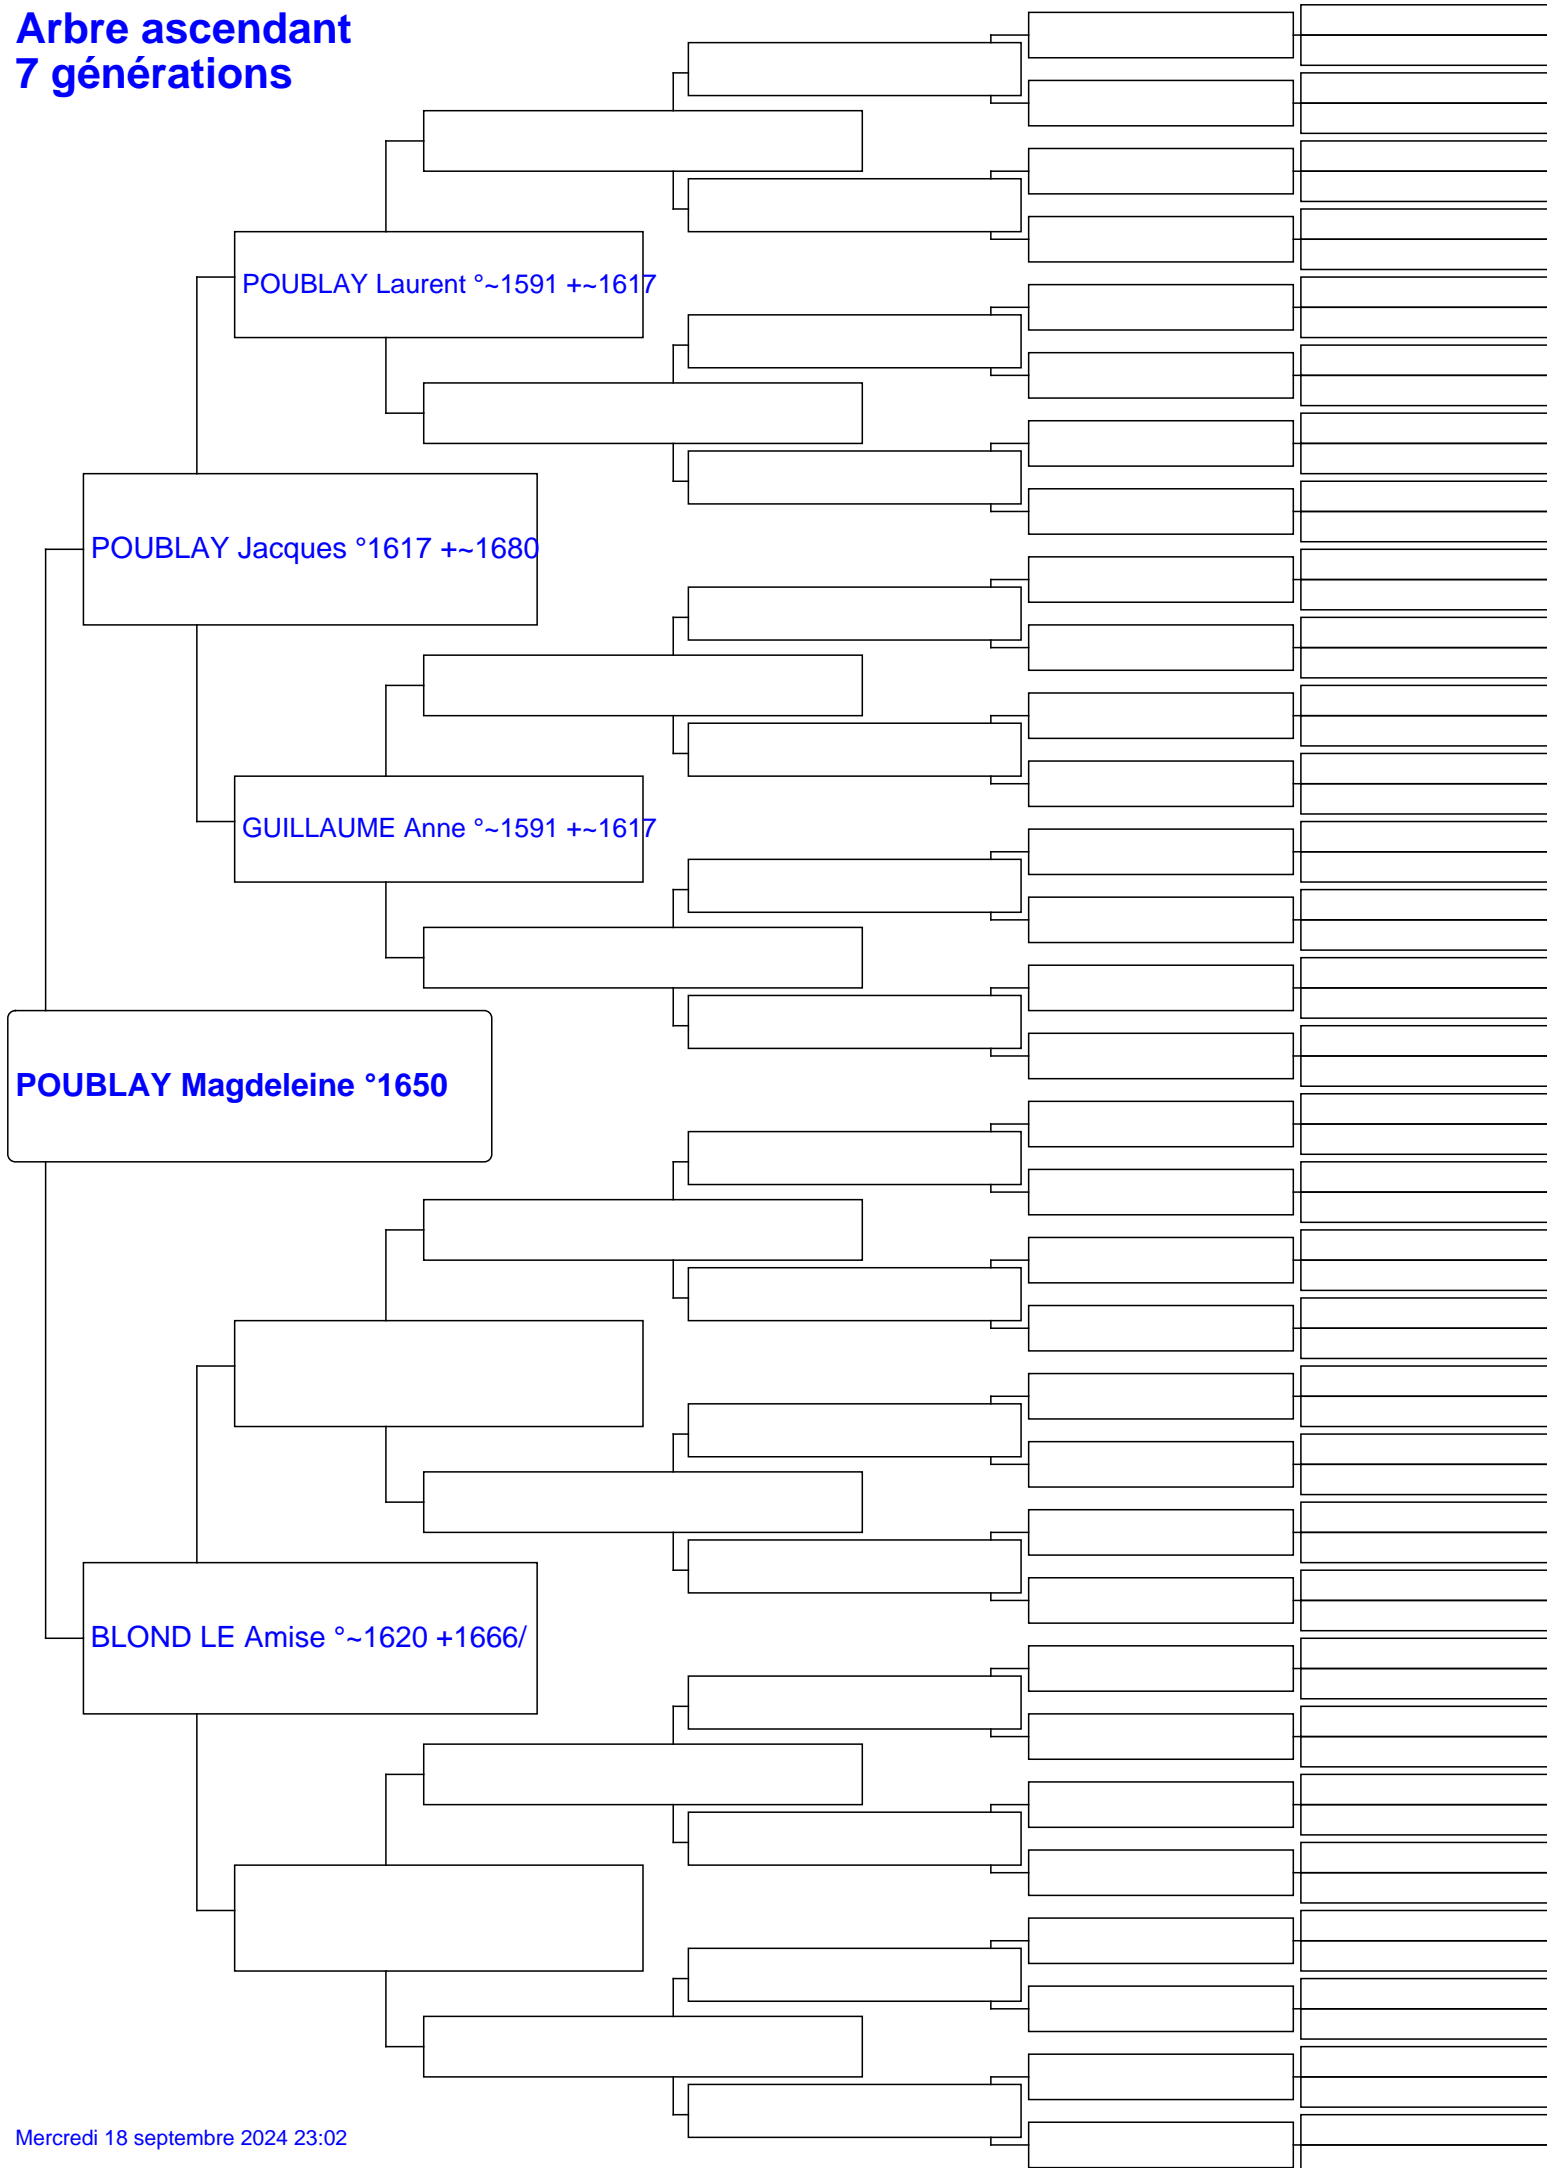 Arbre ascendant
7 générations
POUBLAY Laurent °~1591 +~1617
POUBLAY Jacques °1617 +~1680
GUILLAUME Anne °~1591 +~1617
POUBLAY Magdeleine °1650
BLOND LE Amise °~1620 +1666/
Mercredi 18 septembre 2024 23:02